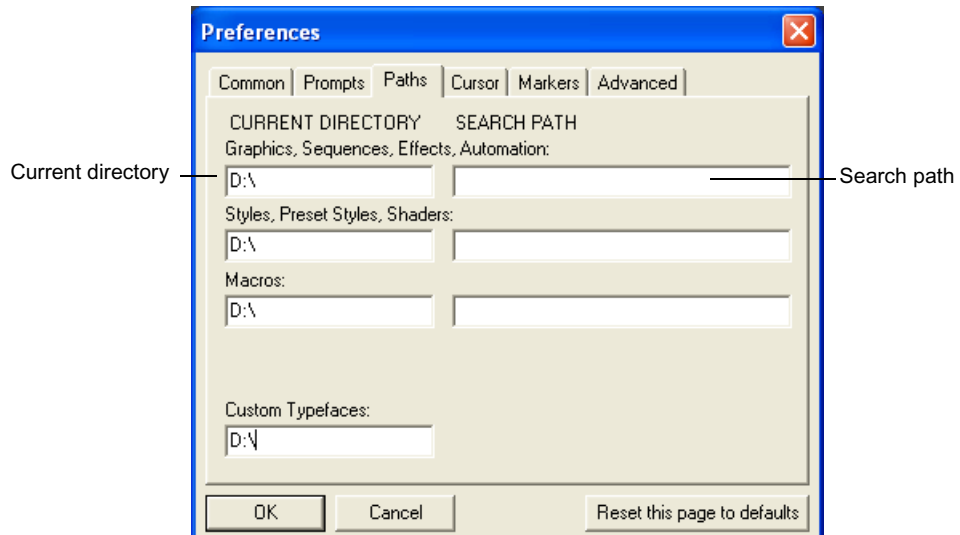 Preferences
Common Prompts Paths Cursor Markers Advanced
CURRENT DIRECTORY SEARCH PATH
Graphics, Sequences, Effects, Automation:
Current directory D:\ Search path
Styles, Preset Styles, Shaders:
D:\
Macros:
D:\
Custom Typefaces:
D:\
OK Cancel Reset this page to defaults